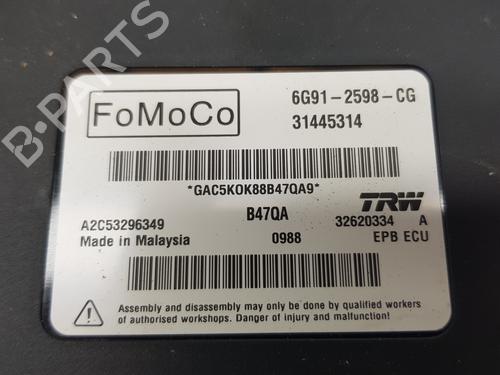 B-PARTS
FoMoCo
6G91-2598-CG
31445314
*GAC5KOK88B47QA9*
A2C53296349
B47QA
TRW
32620334 A
Made in Malaysia
0988
EPB ECU
Assembly and disassembly may only be done by qualified workers
of authorised workshops. Danger of injury and malfunction!